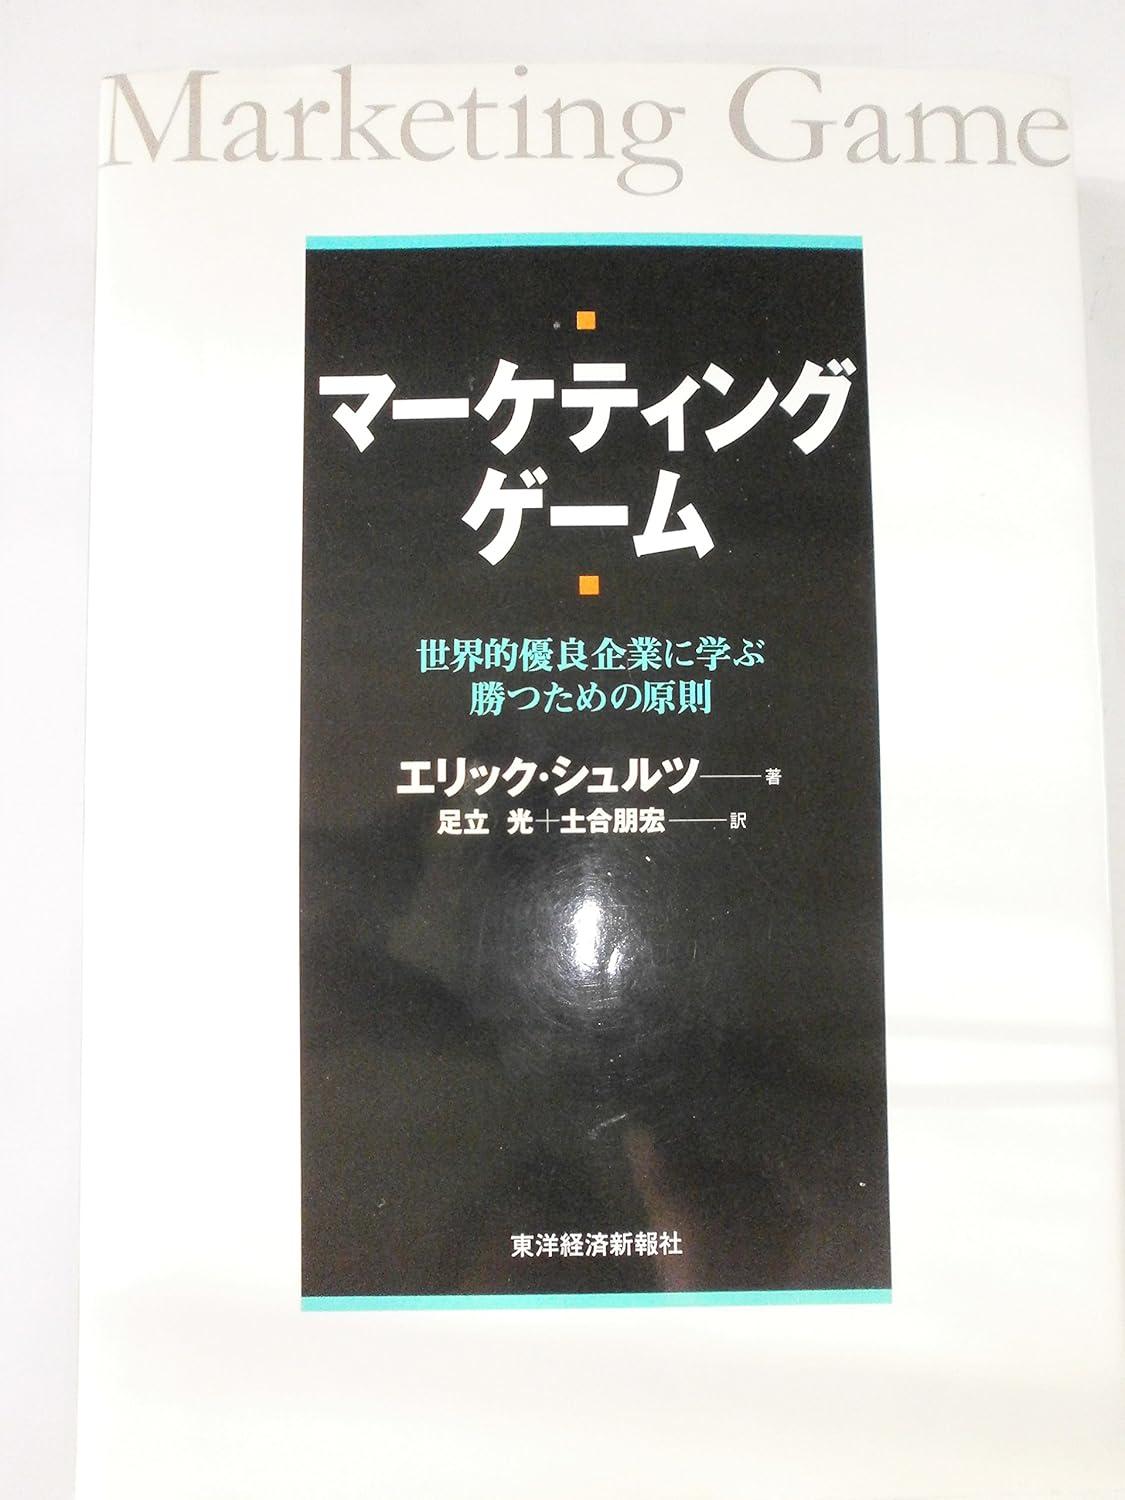 Marketing Game
マーケティング
ゲーム
世界的優良企業に学ぶ
勝つための原則
エリック・シュルツ――著
足立 光+土合朋宏――訳
東洋経済新報社